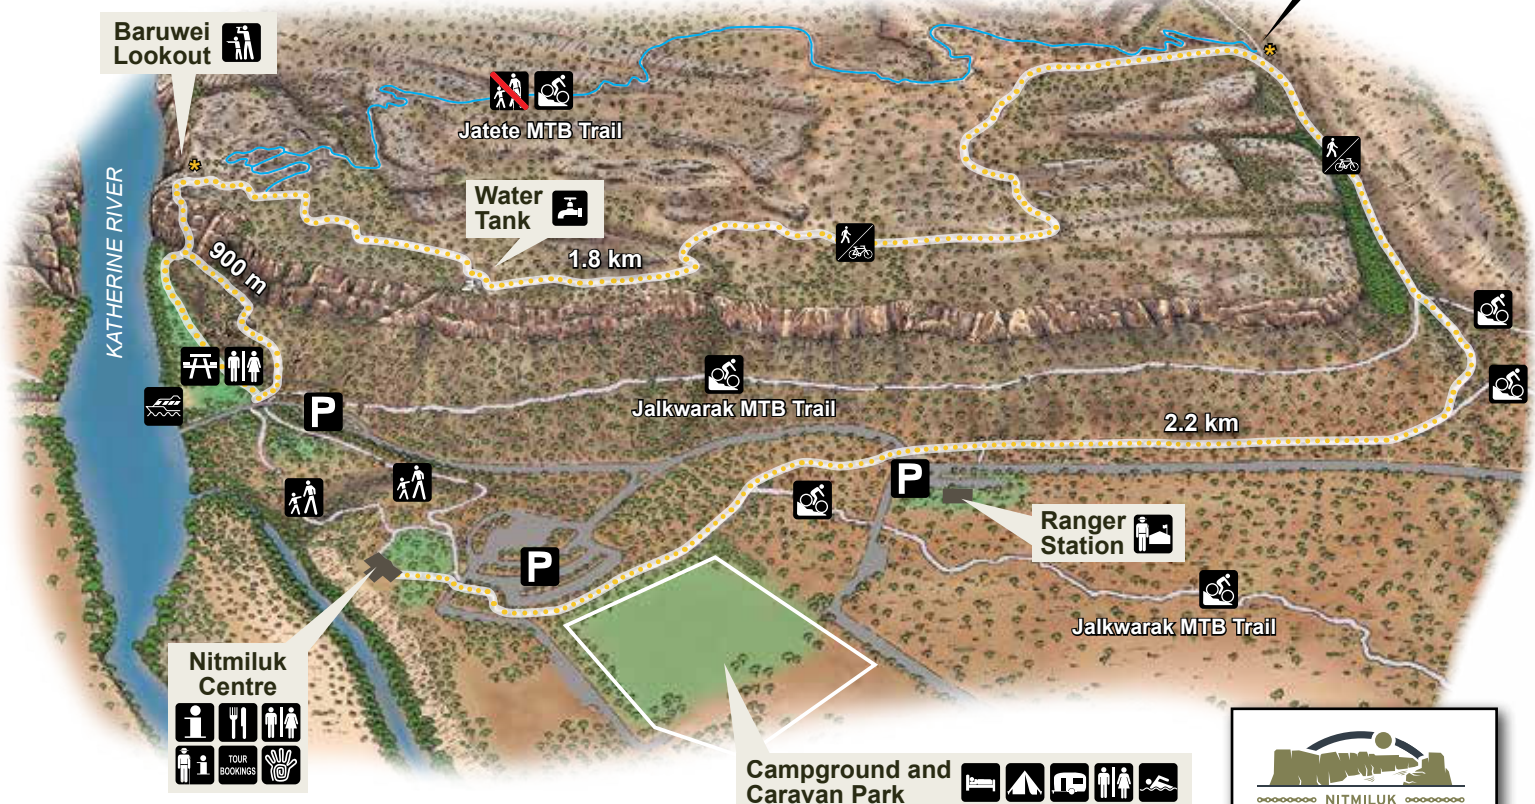 Baruwei
Lookout
Jatete MTB Trail
Water
Tank
KATHERINE RIVER
900 m
1.8 km
P
Jalkwarak MTB Trail
2.2 km
P
Ranger
Station
P
Jalkwarak MTB Trail
Nitmiluk
Centre
i
i
TOUR
BOOKINGS
Campground and
Caravan Park
NITMILUK